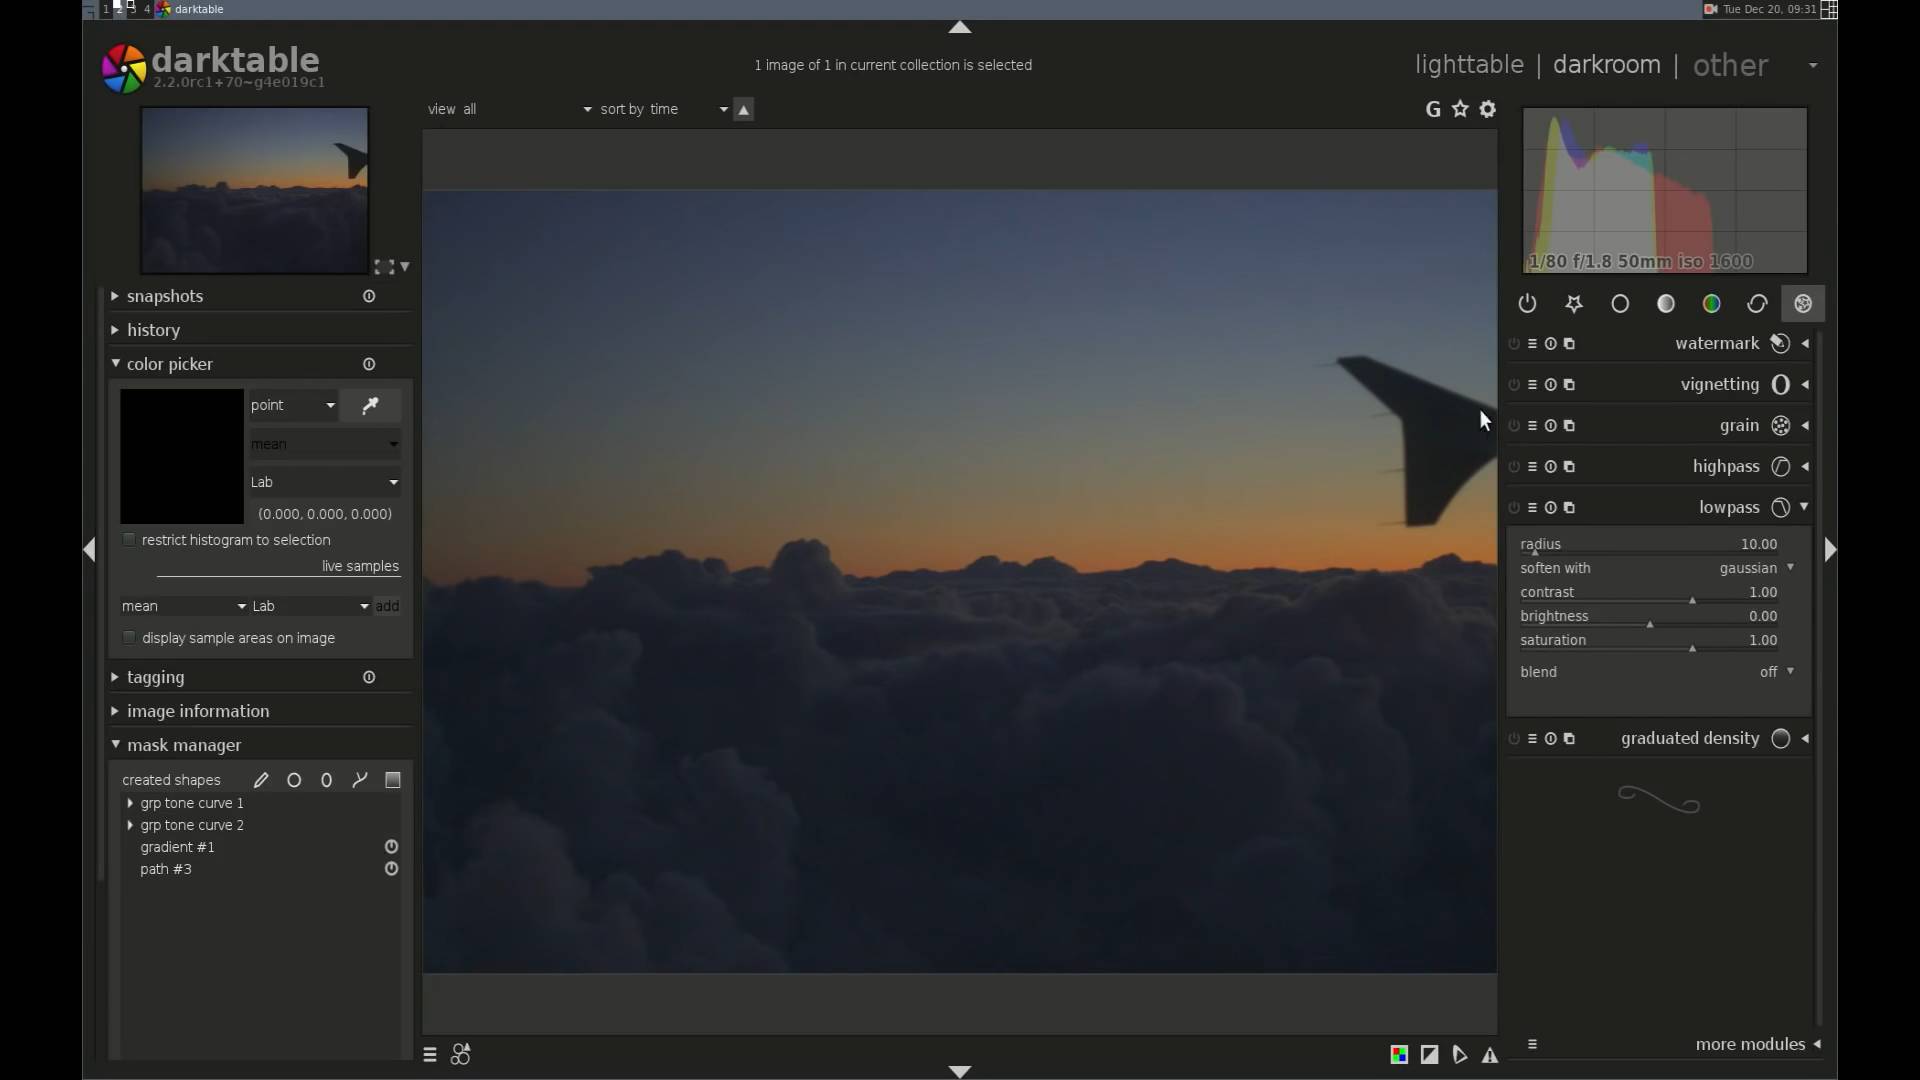 1 2 3 4 darktable
Tue Dec 20, 09:31
darktable
2.2.0rc1+70~g4e019c1
1 image of 1 in current collection is selected
lighttable | darkroom | other
view all sort by time
G
1/80 f/1.8 50mm iso 1600
snapshots
history
color picker
point
mean
Lab
(0.000, 0.000, 0.000)
restrict histogram to selection
live samples
mean Lab add
display sample areas on image
tagging
image information
mask manager
created shapes
grp tone curve 1
grp tone curve 2
gradient #1
path #3
watermark
vignetting
grain
highpass
lowpass
radius 10.00
soften with gaussian
contrast 1.00
brightness 0.00
saturation 1.00
blend off
graduated density
more modules